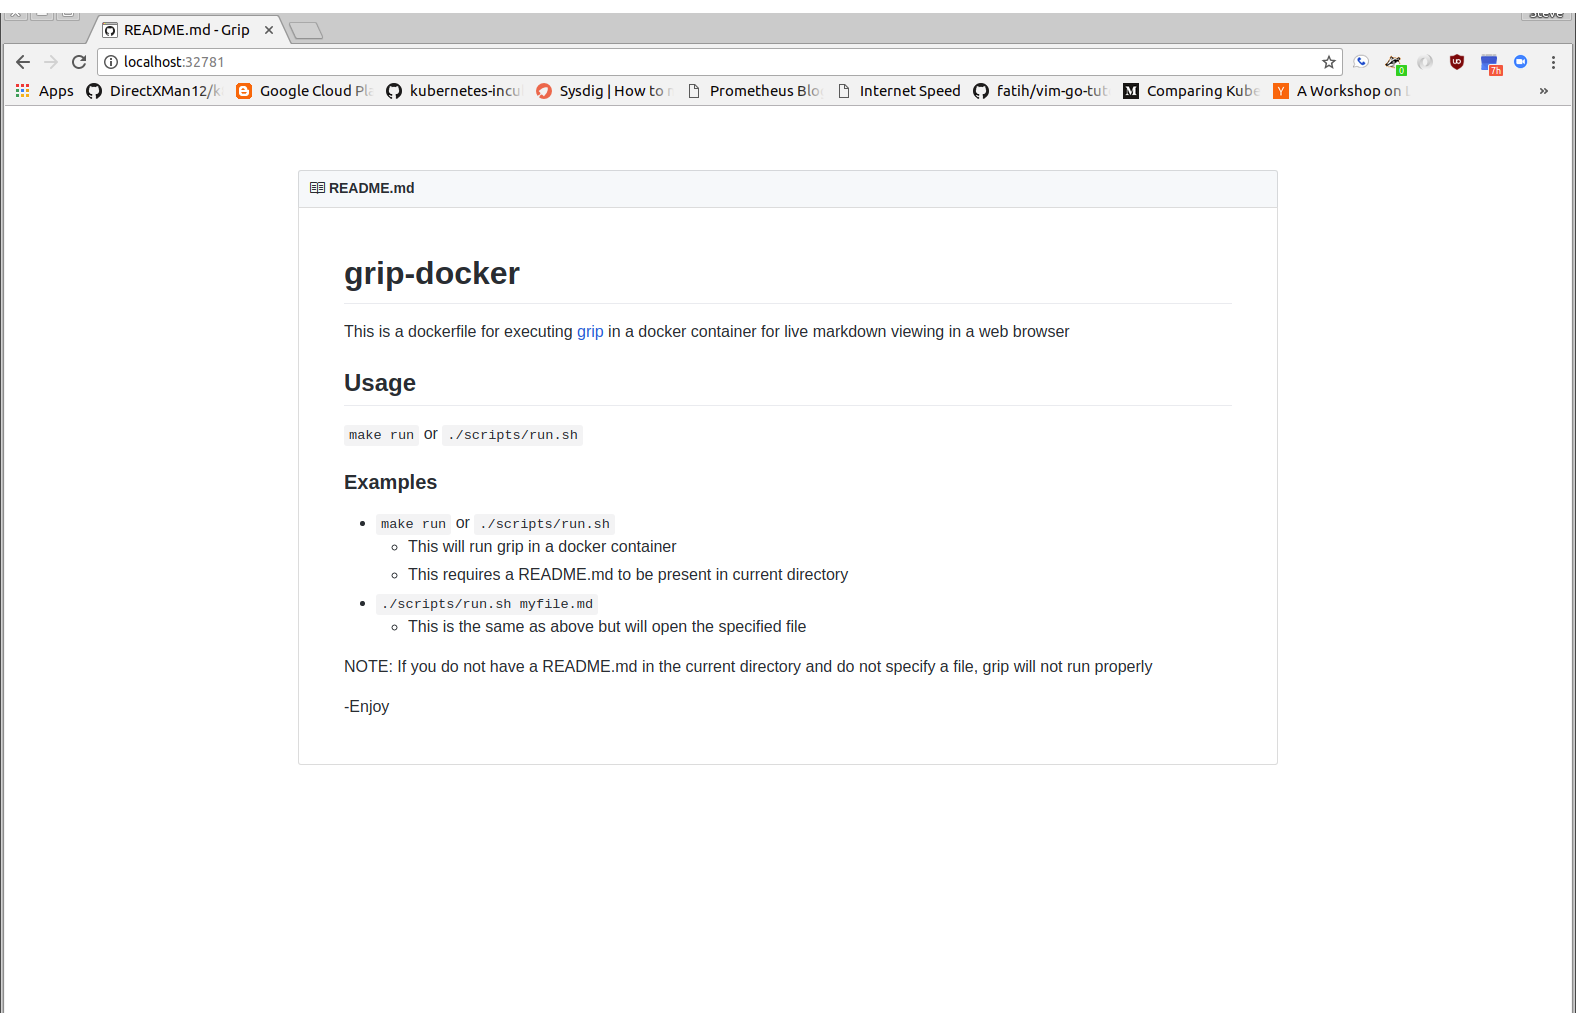 Steve
README.md - Grip
localhost:32781
0
7h
Apps DirectXMan12/k Google Cloud Pla kubernetes-incu Sysdig | How to Prometheus Blo Internet Speed fatih/vim-go-tut Comparing Kube A Workshop on
README.md
grip-docker
This is a dockerfile for executing grip in a docker container for live markdown viewing in a web browser
Usage
make run or ./scripts/run.sh
Examples
make run or ./scripts/run.sh
This will run grip in a docker container
This requires a README.md to be present in current directory
./scripts/run.sh myfile.md
This is the same as above but will open the specified file
NOTE: If you do not have a README.md in the current directory and do not specify a file, grip will not run properly
-Enjoy